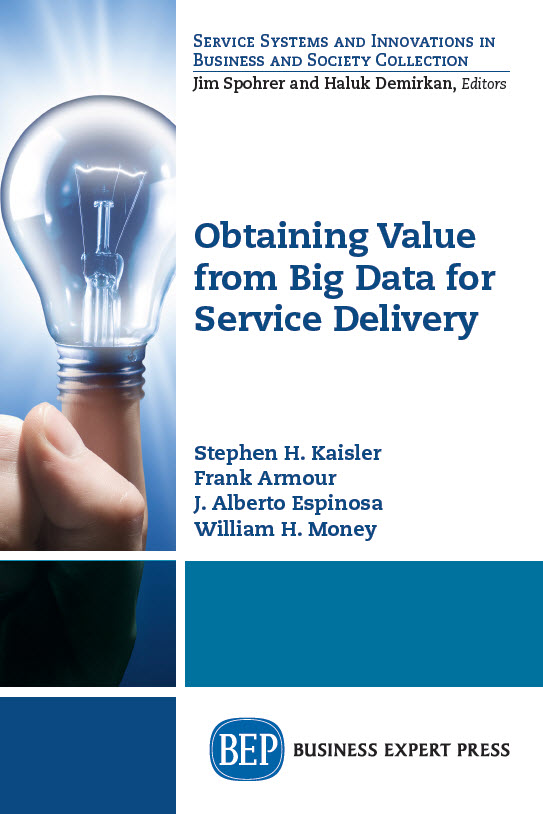 Service Systems and Innovations in
Business and Society Collection
Jim Spohrer and Haluk Demirkan, Editors
Obtaining Value
from Big Data for
Service Delivery
Stephen H. Kaisler
Frank Armour
J. Alberto Espinosa
William H. Money
BEP BUSINESS EXPERT PRESS